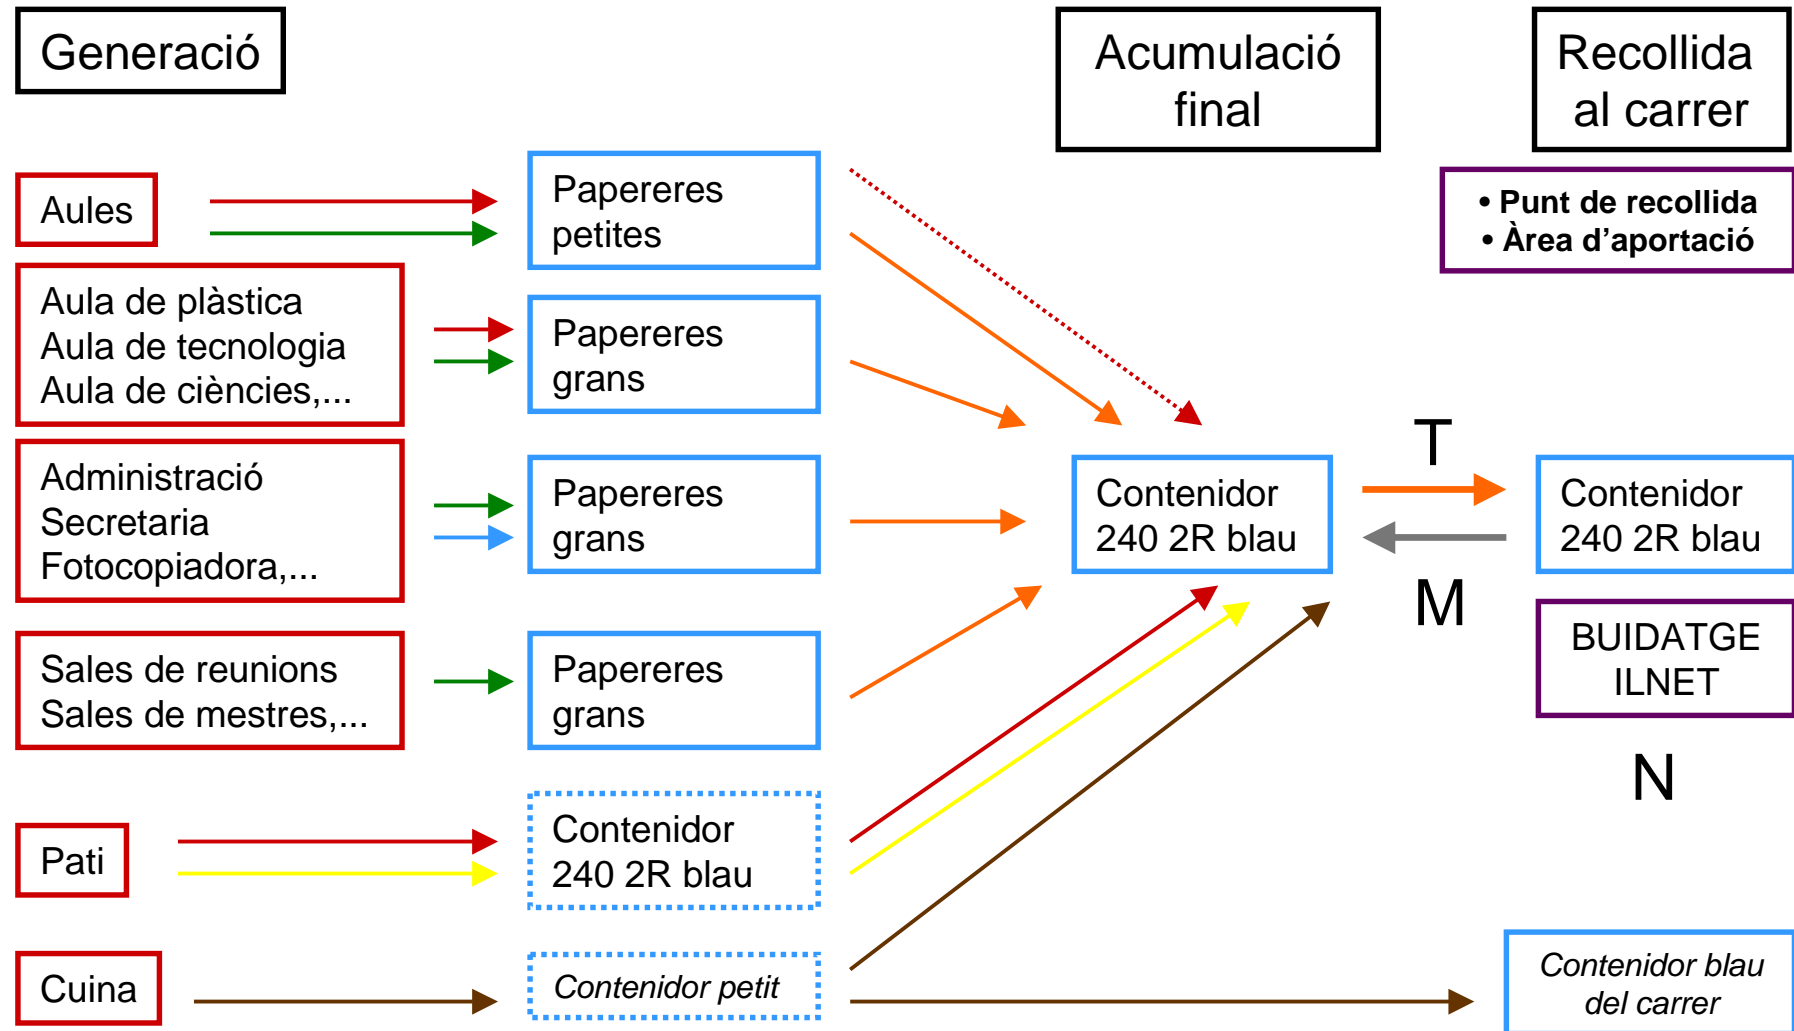 Generació
Acumulació
final
Recollida
al carrer
• Punt de recollida
• Àrea d’aportació
Aules
Papereres
petites
Aula de plàstica
Aula de tecnologia
Aula de ciències,...
Papereres
grans
Administració
Secretaria
Fotocopiadora,...
Papereres
grans
Contenidor
240 2R blau
T
M
Contenidor
240 2R blau
BUIDATGE
ILNET
N
Sales de reunions
Sales de mestres,...
Papereres
grans
Pati
Contenidor
240 2R blau
Cuina
Contenidor petit
Contenidor blau
del carrer